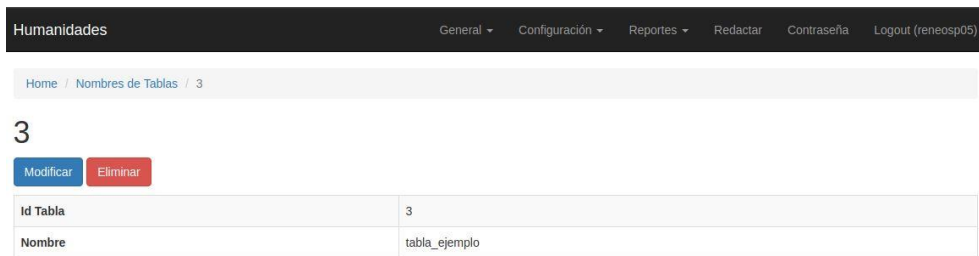 Humanidades General Configuración Reportes Redactar Contraseña Logout (reneosp05)
Home / Nombres de Tablas / 3
3
Modificar Eliminar
Id Tabla 3
Nombre tabla_ejemplo